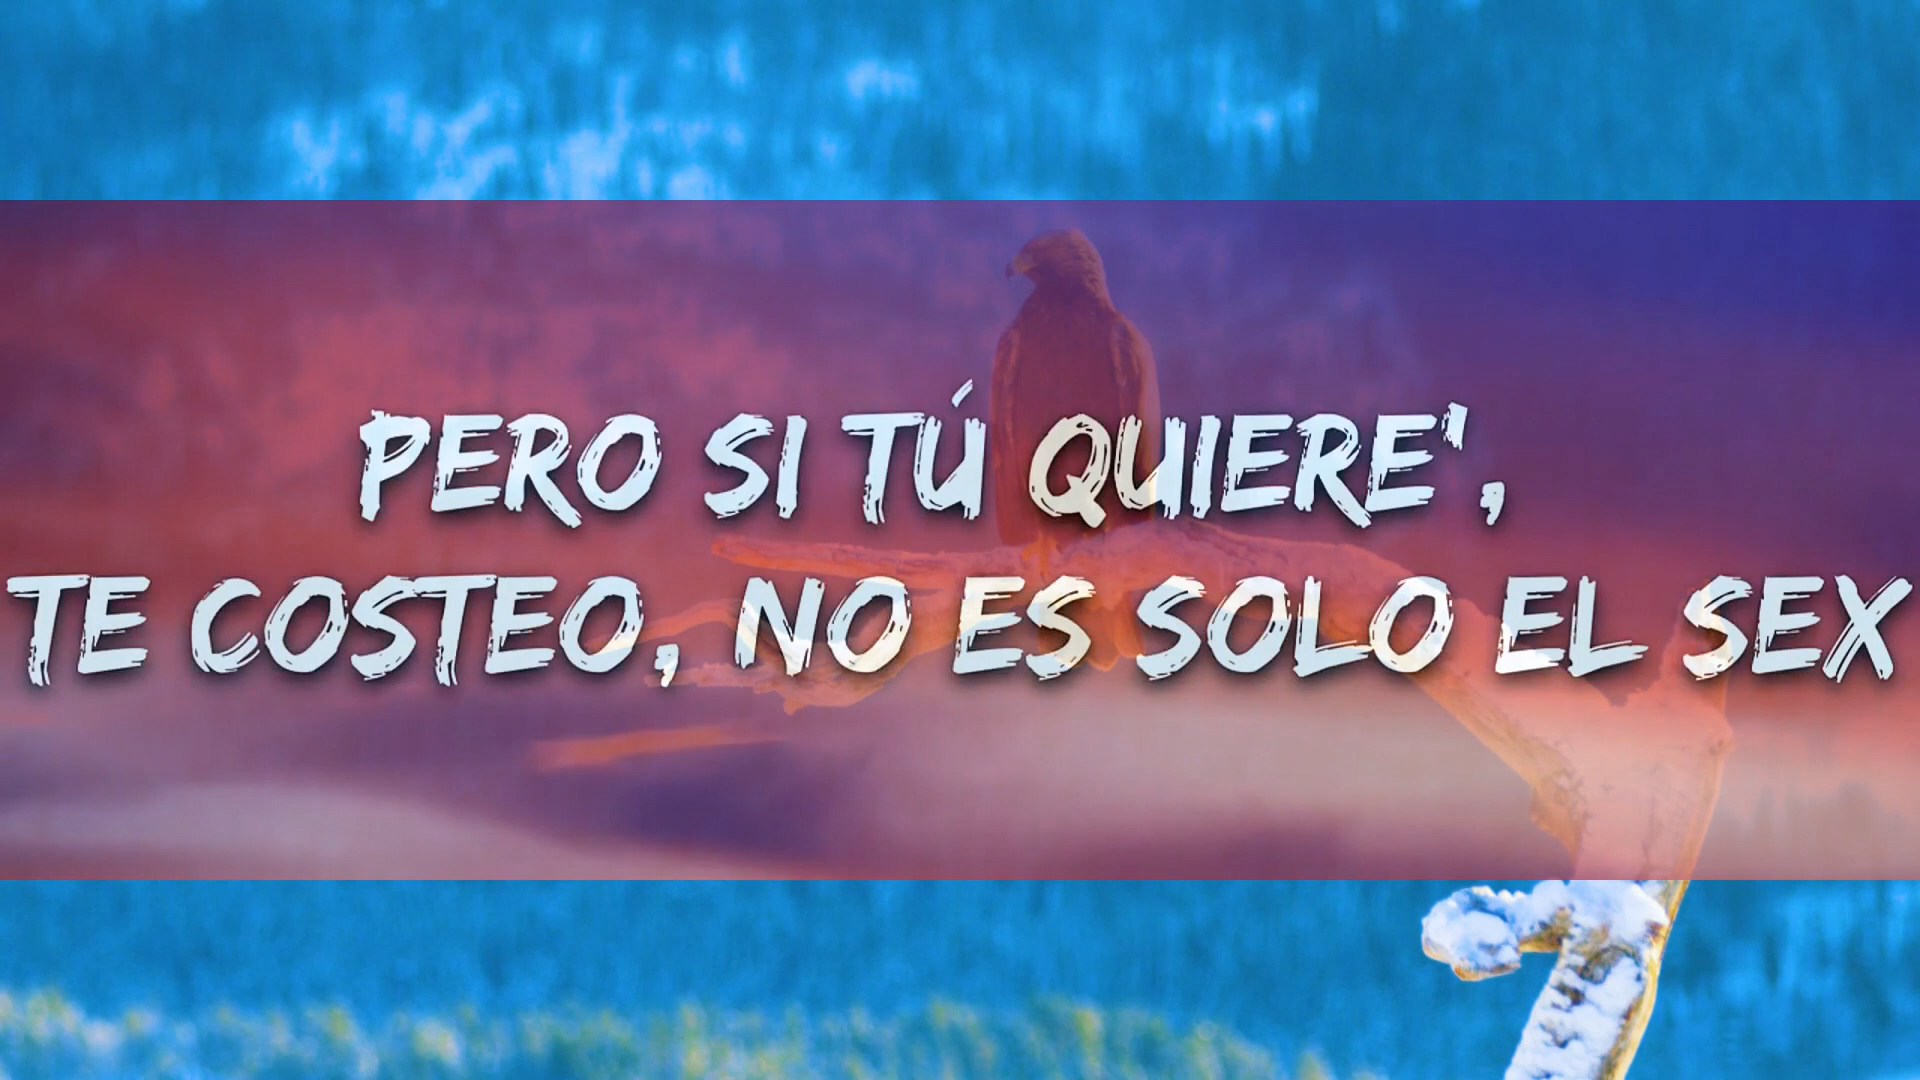 PERO SI TÚ QUIERE',
TE COSTEO, NO ES SOLO EL SEX